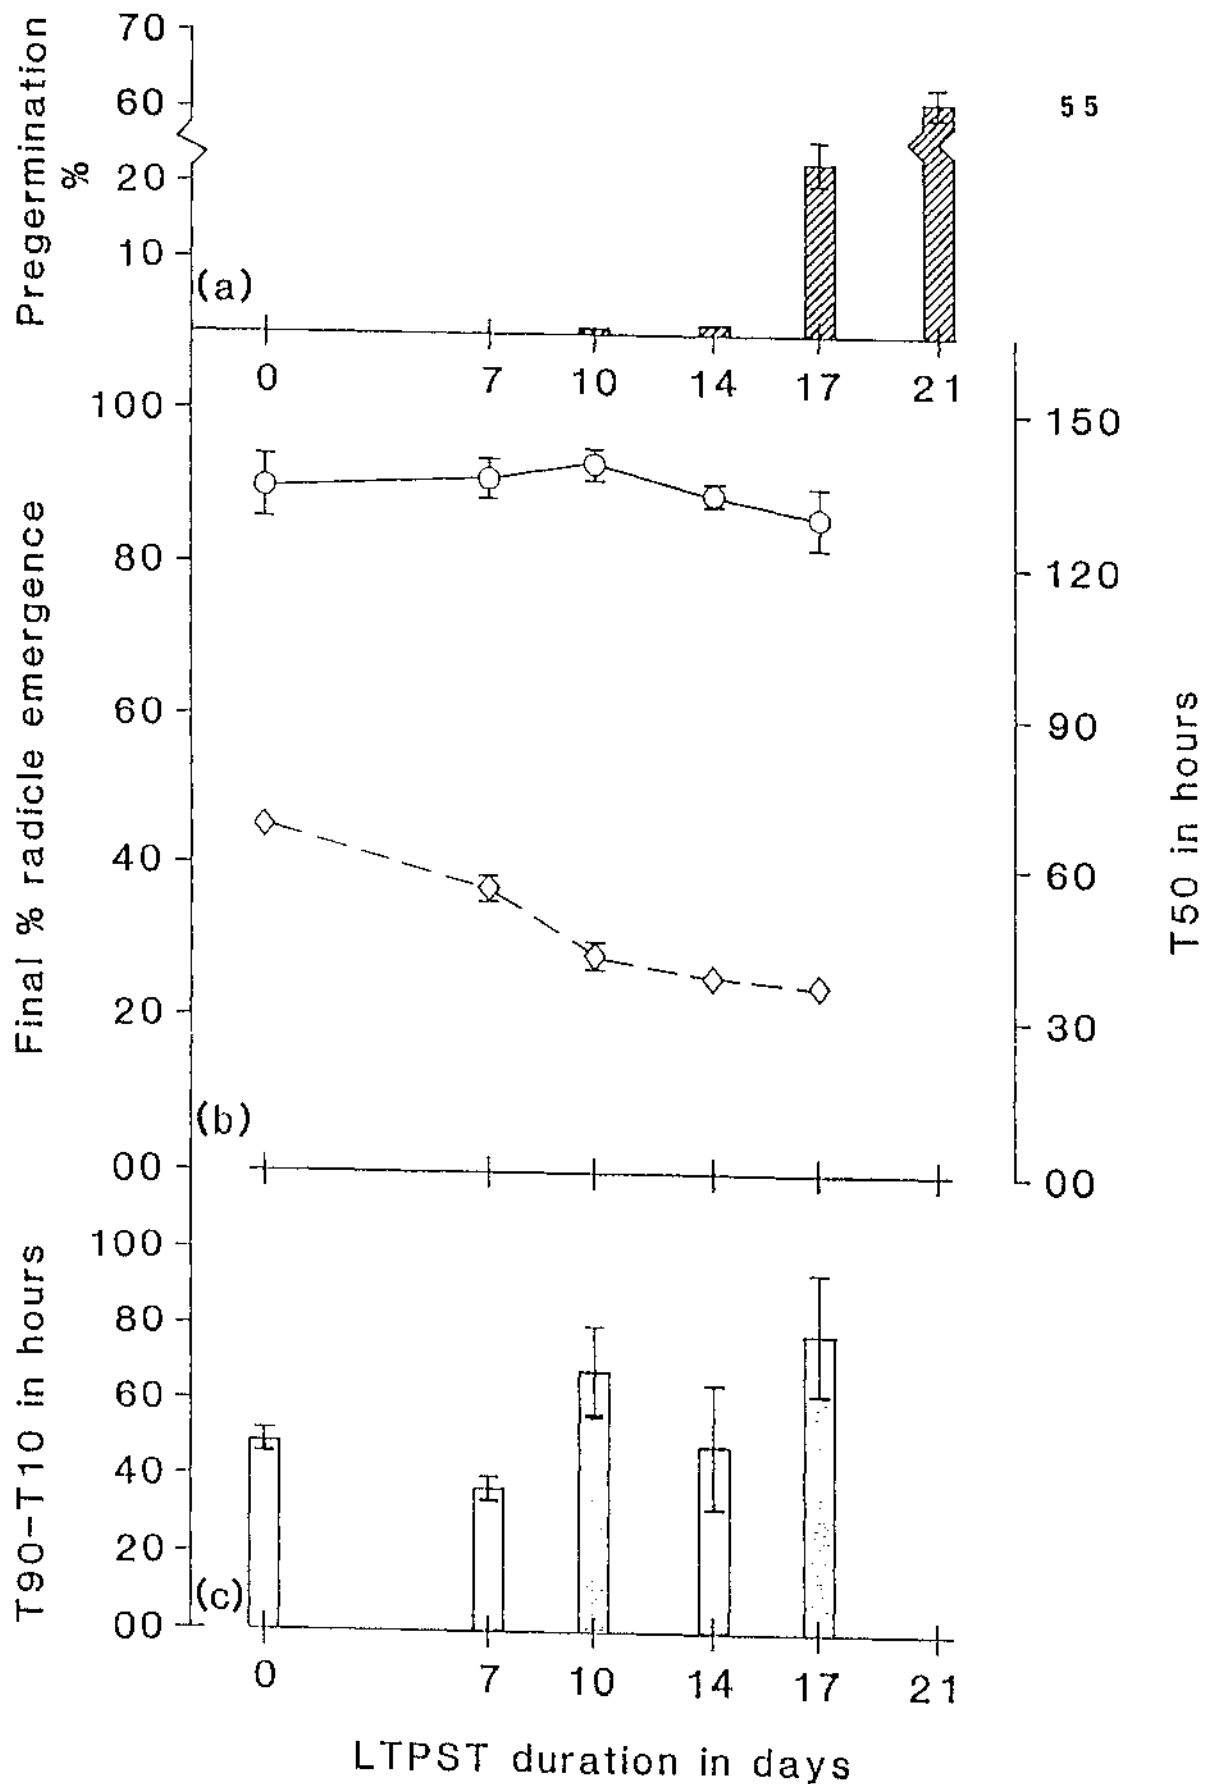 Pregermination
%
70
60
20
10
55
(a)
0 7 10 14 17 21
Final % radicle emergence
100
80
60
40
20
00
150
120
90
60
30
00
T50 in hours
(b)
T90-T10 in hours
100
80
60
40
20
00
(c)
0 7 10 14 17 21
LTPST duration in days